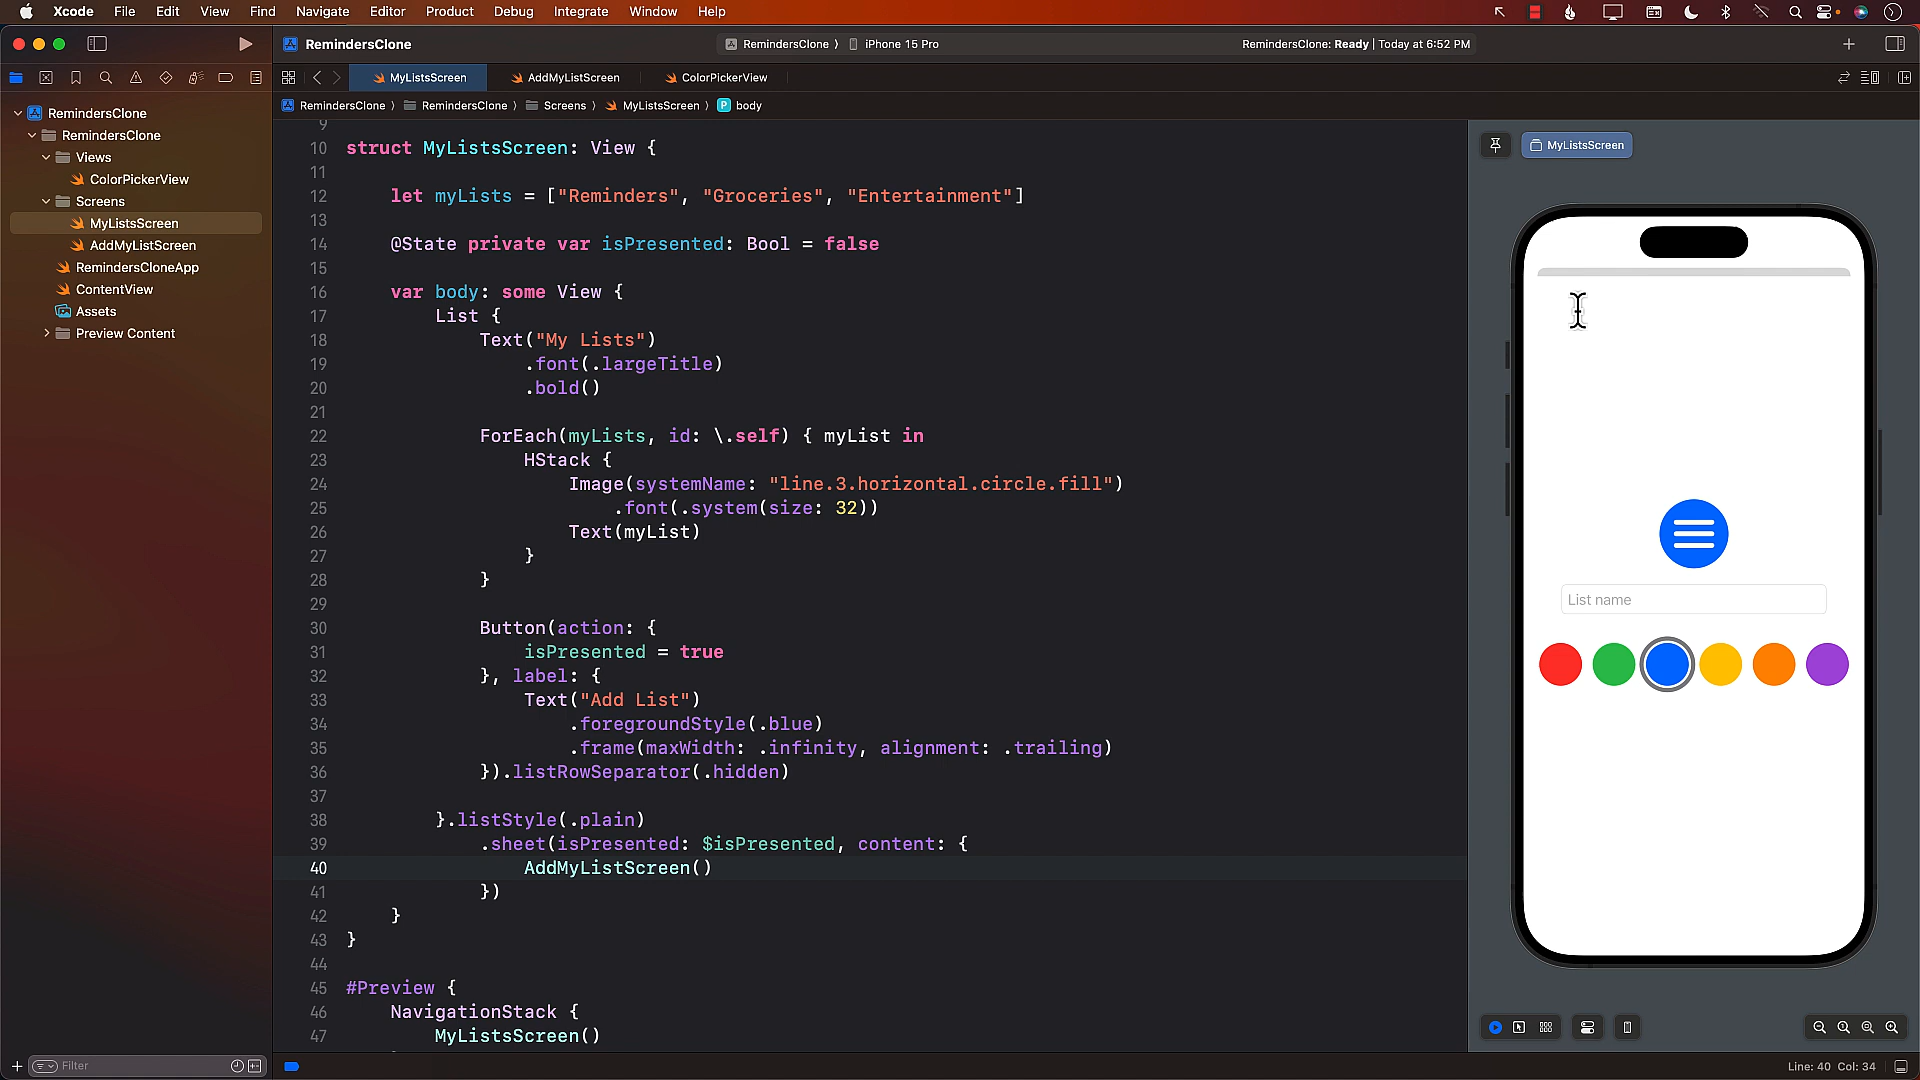 Xcode File Edit View Find Navigate Editor Product Debug Integrate Window Help
RemindersClone
RemindersClone ⟩ iPhone 15 Pro
RemindersClone: Ready | Today at 6:52 PM
MyListsScreen AddMyListScreen ColorPickerView
RemindersClone ⟩ RemindersClone ⟩ Screens ⟩ MyListsScreen ⟩ P body
RemindersClone
RemindersClone
Views
ColorPickerView
Screens
MyListsScreen
AddMyListScreen
RemindersCloneApp
ContentView
Assets
Preview Content
Filter
9
10 struct MyListsScreen: View {
11
12     let myLists = ["Reminders", "Groceries", "Entertainment"]
13
14     @State private var isPresented: Bool = false
15
16     var body: some View {
17         List {
18             Text("My Lists")
19                 .font(.largeTitle)
20                 .bold()
21
22             ForEach(myLists, id: \.self) { myList in
23                 HStack {
24                     Image(systemName: "line.3.horizontal.circle.fill")
25                         .font(.system(size: 32))
26                     Text(myList)
27                 }
28             }
29
30             Button(action: {
31                 isPresented = true
32             }, label: {
33                 Text("Add List")
34                     .foregroundStyle(.blue)
35                     .frame(maxWidth: .infinity, alignment: .trailing)
36             }).listRowSeparator(.hidden)
37
38         }.listStyle(.plain)
39             .sheet(isPresented: $isPresented, content: {
40                 AddMyListScreen()
41             })
42     }
43 }
44
45 #Preview {
46     NavigationStack {
47         MyListsScreen()
MyListsScreen
List name
Line: 40 Col: 34